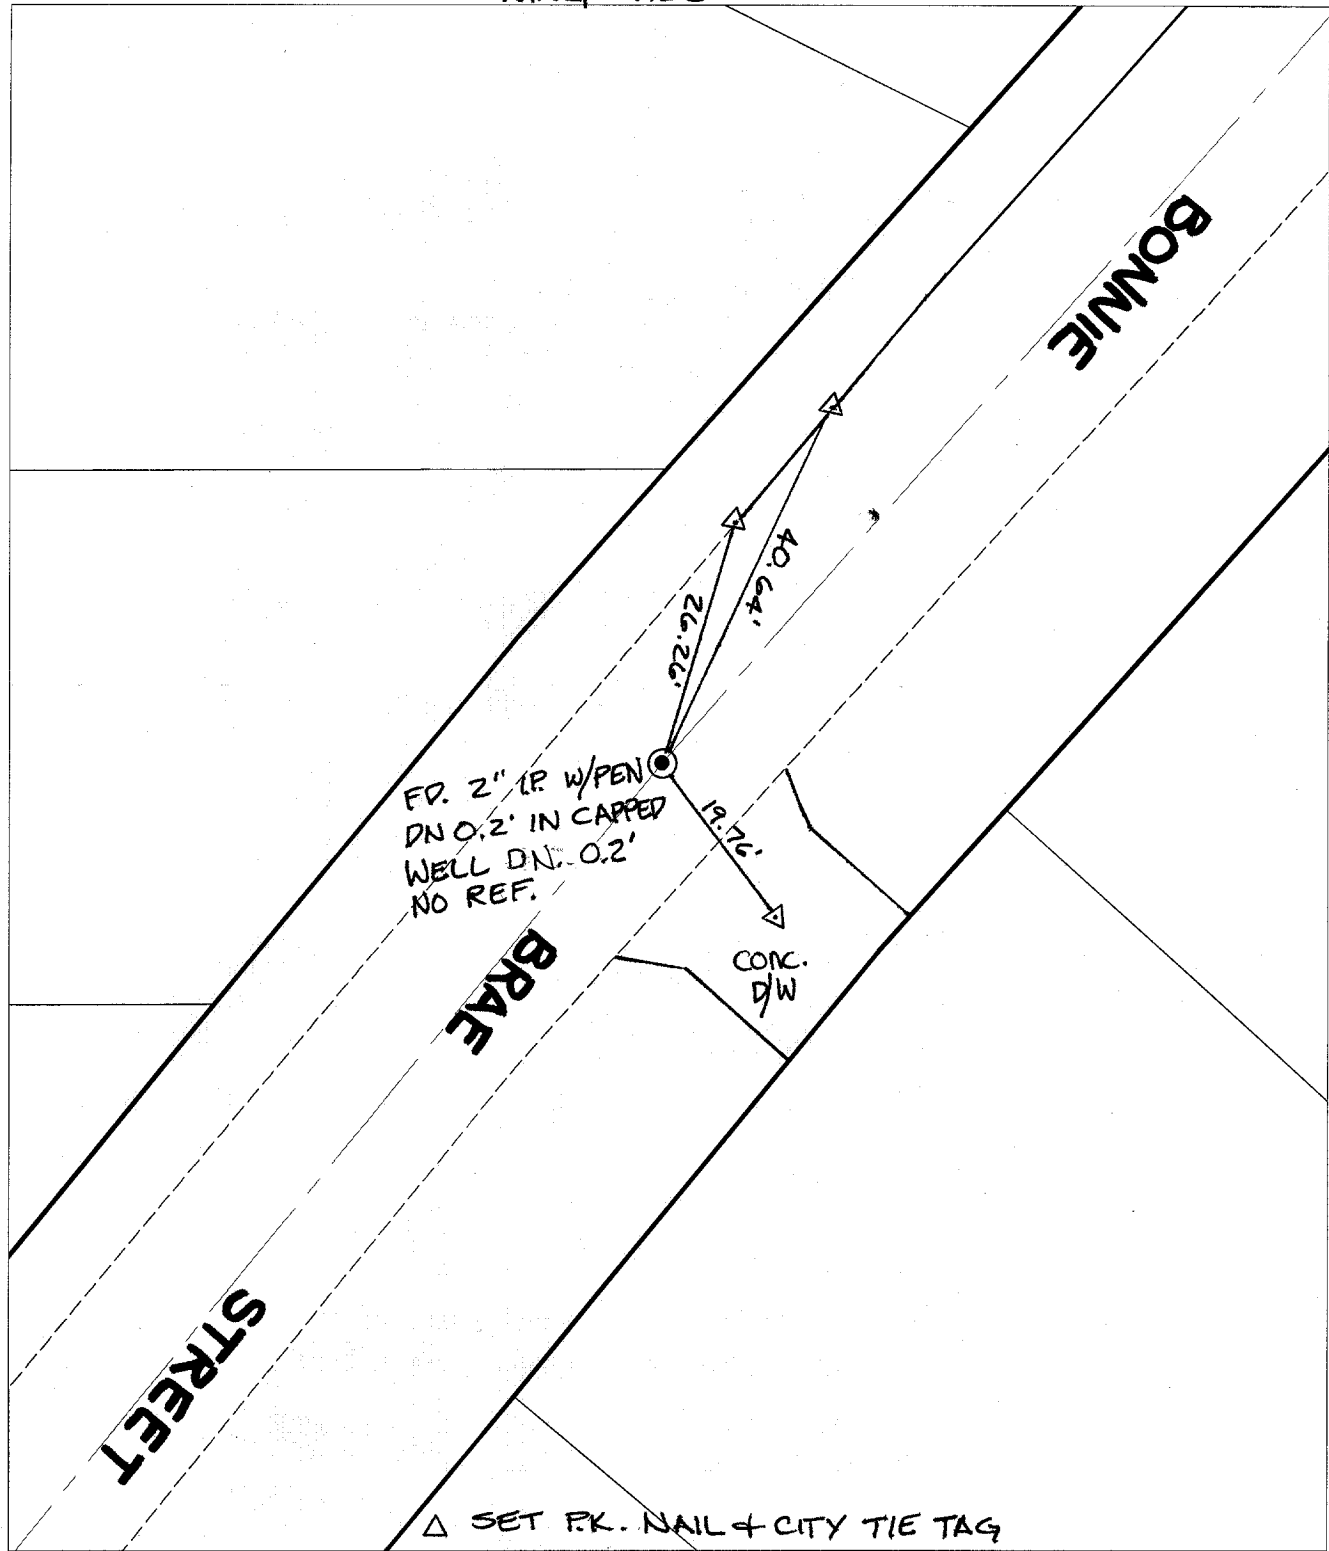 BONNIE
40.64'
26.26'
FD. 2" I.P. W/PEN
DN 0.2' IN CAPPED
WELL DN. 0.2'
NO REF.
19.76'
CONC.
D/W
BRAE
STREET
△ SET P.K. NAIL & CITY TIE TAG